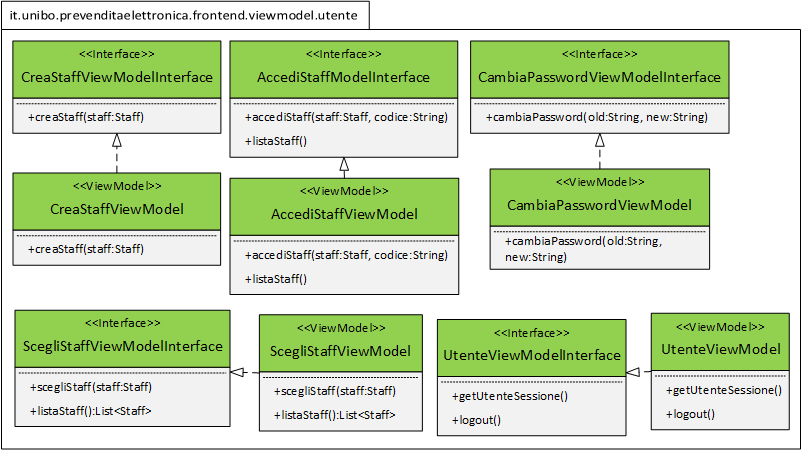 it.unibo.prevenditaelettronica.frontend.viewmodel.utente
<<Interface>>
CreaStaffViewModelInterface
+creaStaff(staff:Staff)
<<Interface>>
AccediStaffModelInterface
+accediStaff(staff:Staff, codice:String)
+listaStaff()
<<Interface>>
CambiaPasswordViewModelInterface
+cambiaPassword(old:String, new:String)
<<ViewModel>>
CreaStaffViewModel
+creaStaff(staff:Staff)
<<ViewModel>>
AccediStaffViewModel
+accediStaff(staff:Staff, codice:String)
+listaStaff()
<<ViewModel>>
CambiaPasswordViewModel
+cambiaPassword(old:String,
new:String)
<<Interface>>
ScegliStaffViewModelInterface
+scegliStaff(staff:Staff)
+listaStaff():List<Staff>
<<ViewModel>>
ScegliStaffViewModel
+scegliStaff(staff:Staff)
+listaStaff():List<Staff>
<<Interface>>
UtenteViewModelInterface
+getUtenteSessione()
+logout()
<<ViewModel>>
UtenteViewModel
+getUtenteSessione()
+logout()